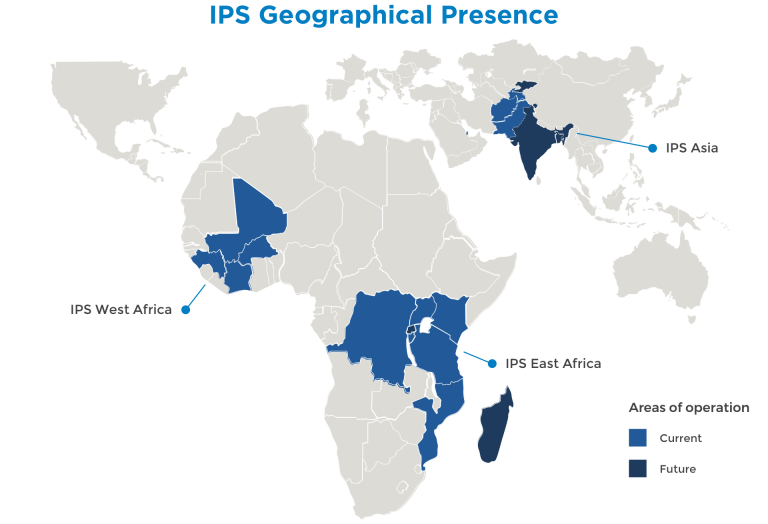 IPS Geographical Presence
IPS Asia
IPS West Africa
IPS East Africa
Areas of operation
Current
Future